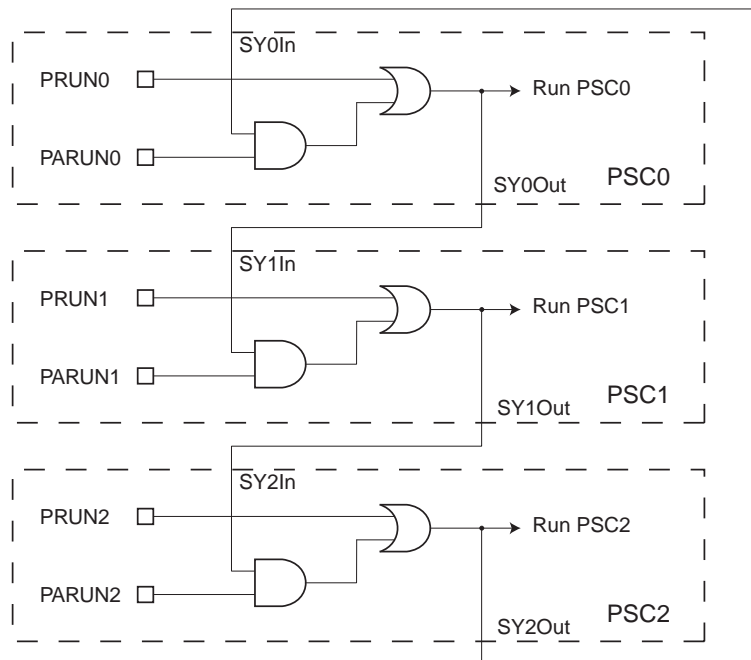 SY0In
PRUN0
Run PSC0
PARUN0
SY0Out
PSC0
SY1In
PRUN1
Run PSC1
PARUN1
PSC1
SY1Out
SY2In
PRUN2
Run PSC2
PARUN2
PSC2
SY2Out